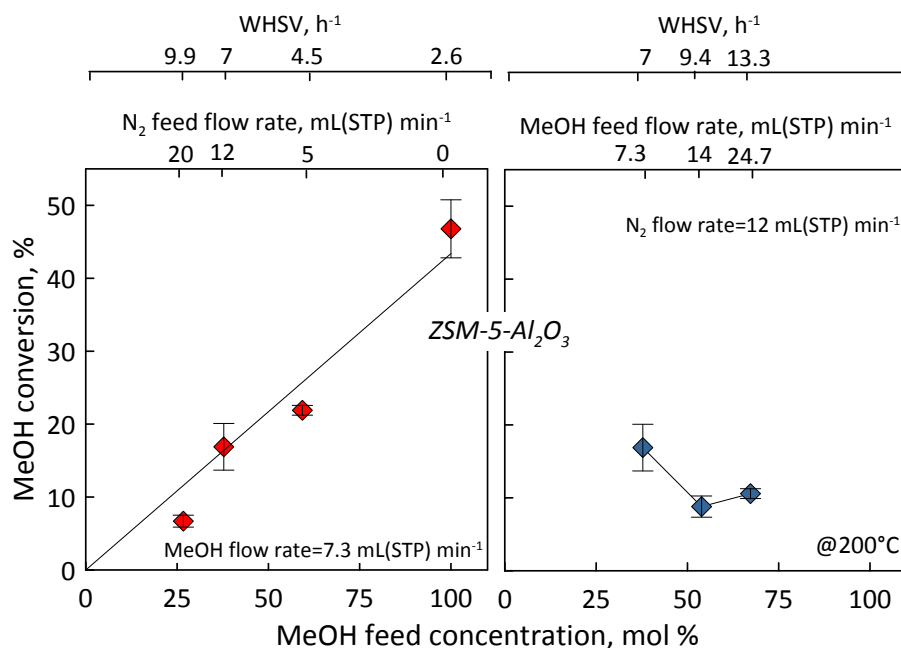 WHSV, h-1
9.9 7 4.5 2.6
N2 feed flow rate, mL(STP) min-1
20 12 5 0
MeOH conversion, %
50
40
30
20
10
0
MeOH flow rate=7.3 mL(STP) min-1
0 25 50 75 100
WHSV, h-1
7 9.4 13.3
MeOH feed flow rate, mL(STP) min-1
7.3 14 24.7
N2 flow rate=12 mL(STP) min-1
ZSM-5-Al2O3
@200°C
0 25 50 75 100
MeOH feed concentration, mol %